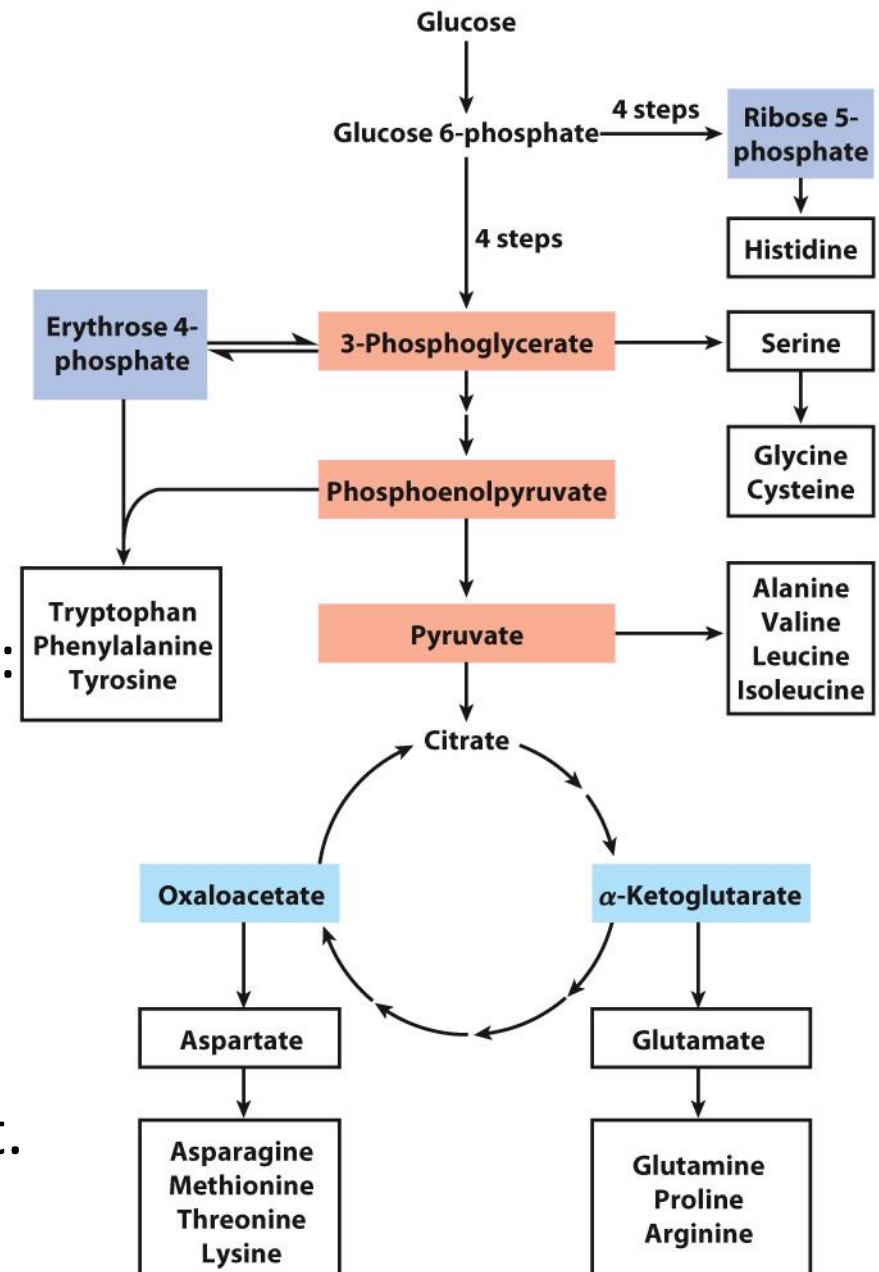 Glucose
Glucose 6-phosphate
4 steps
Ribose 5-
phosphate
Histidine
4 steps
Erythrose 4-
phosphate
3-Phosphoglycerate
Serine
Glycine
Cysteine
Phosphoenolpyruvate
Tryptophan
Phenylalanine
Tyrosine
:
Pyruvate
Alanine
Valine
Leucine
Isoleucine
Citrate
Oxaloacetate
α-Ketoglutarate
Aspartate
Glutamate
t.
Asparagine
Methionine
Threonine
Lysine
Glutamine
Proline
Arginine